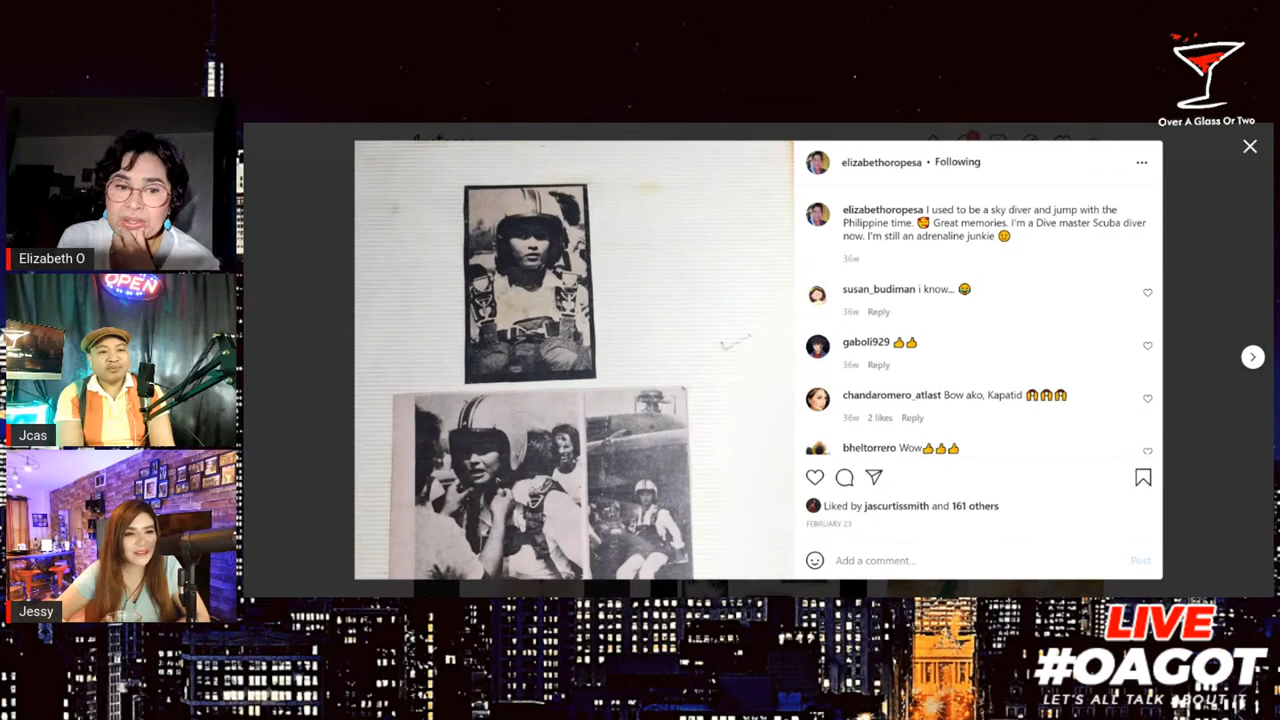 Over A Glass Or Two
Elizabeth O
OPEN
Jcas
Jessy
elizabethoropesa • Following
elizabethoropesa I used to be a sky diver and jump with the
Philippine time. 🥰 Great memories. I'm a Dive master Scuba diver
now. I'm still an adrenaline junkie 😐
36w
susan_budiman i know... 😄
36w Reply
gaboli929 👍👍
36w Reply
chandaromero_atlast Bow ako, Kapatid 🙇‍♀️🙇‍♀️🙇‍♀️
36w 2 likes Reply
bheltorrero Wow👍👍👍
Liked by jascurtissmith and 161 others
FEBRUARY 23
Add a comment...
Post
LIVE
#OAGOT
LET'S ALL TALK ABOUT IT